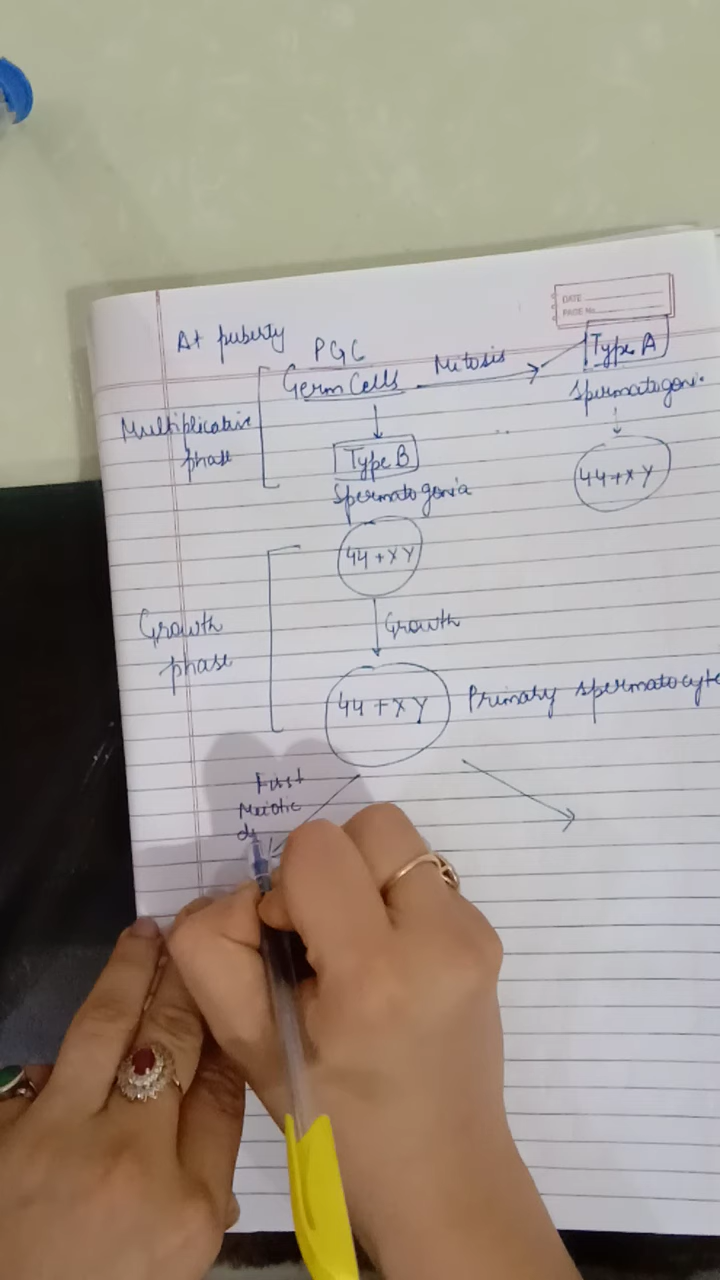 DATE
PAGE No.
At puberty
PGC
Germ Cells
Mitosis
Type A
Spermatogonia
44+XY
Multiplicative
phase
Type B
Spermatogonia
44+XY
Growth
phase
Growth
44+XY
Primary spermatocyte
First
Meiotic